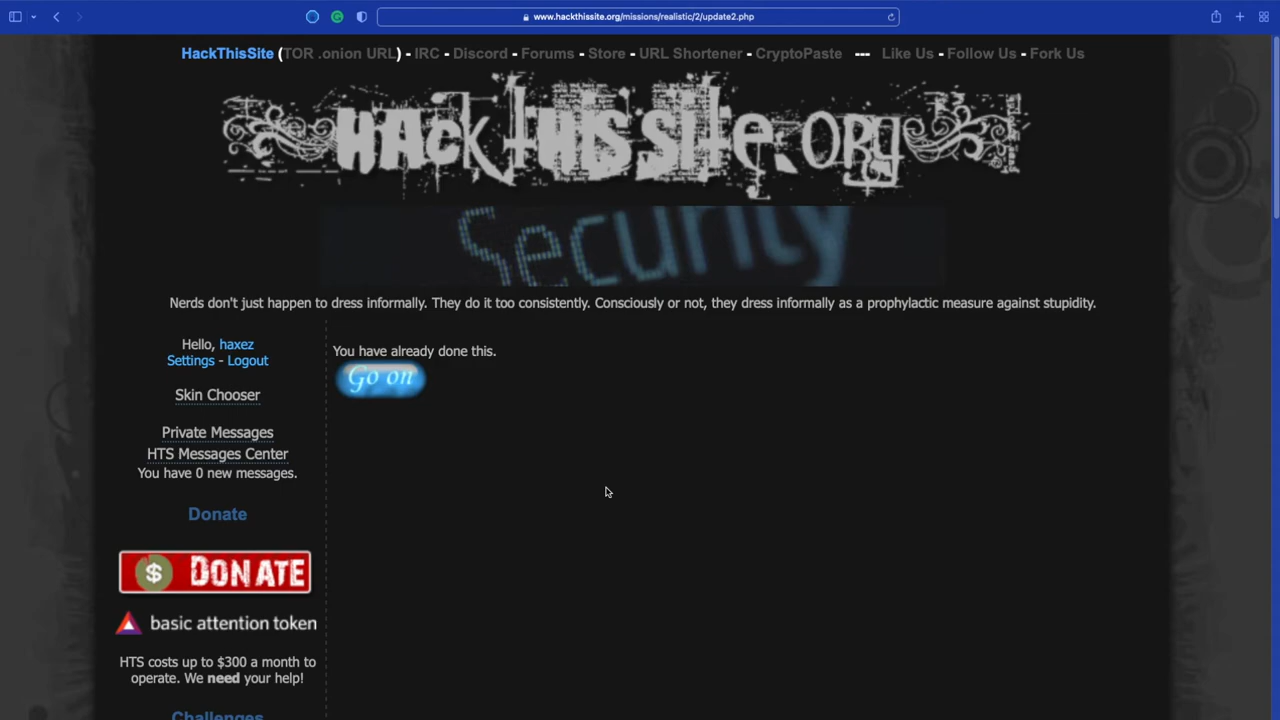 www.hackthissite.org/missions/realistic/2/update2.php
HackThisSite (TOR .onion URL) - IRC - Discord - Forums - Store - URL Shortener - CryptoPaste --- Like Us - Follow Us - Fork Us
HAck tHIS SItE.ORy
Security
Nerds don't just happen to dress informally. They do it too consistently. Consciously or not, they dress informally as a prophylactic measure against stupidity.
Hello, haxez
Settings - Logout
Skin Chooser
Private Messages
HTS Messages Center
You have 0 new messages.
Donate
$ DONATE
basic attention token
HTS costs up to $300 a month to
operate. We need your help!
Challenges
You have already done this.
Go on